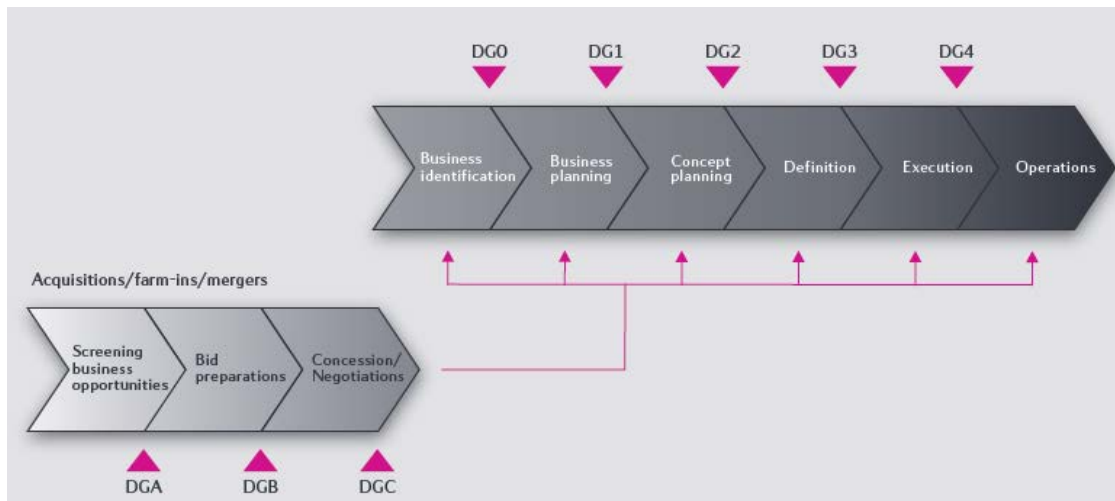 DG0 DG1 DG2 DG3 DG4
Business
identification
Business
planning
Concept
planning
Definition
Execution
Operations
Acquisitions/farm-ins/mergers
Screening
business
opportunities
Bid
preparations
Concession/
Negotiations
DGA DGB DGC